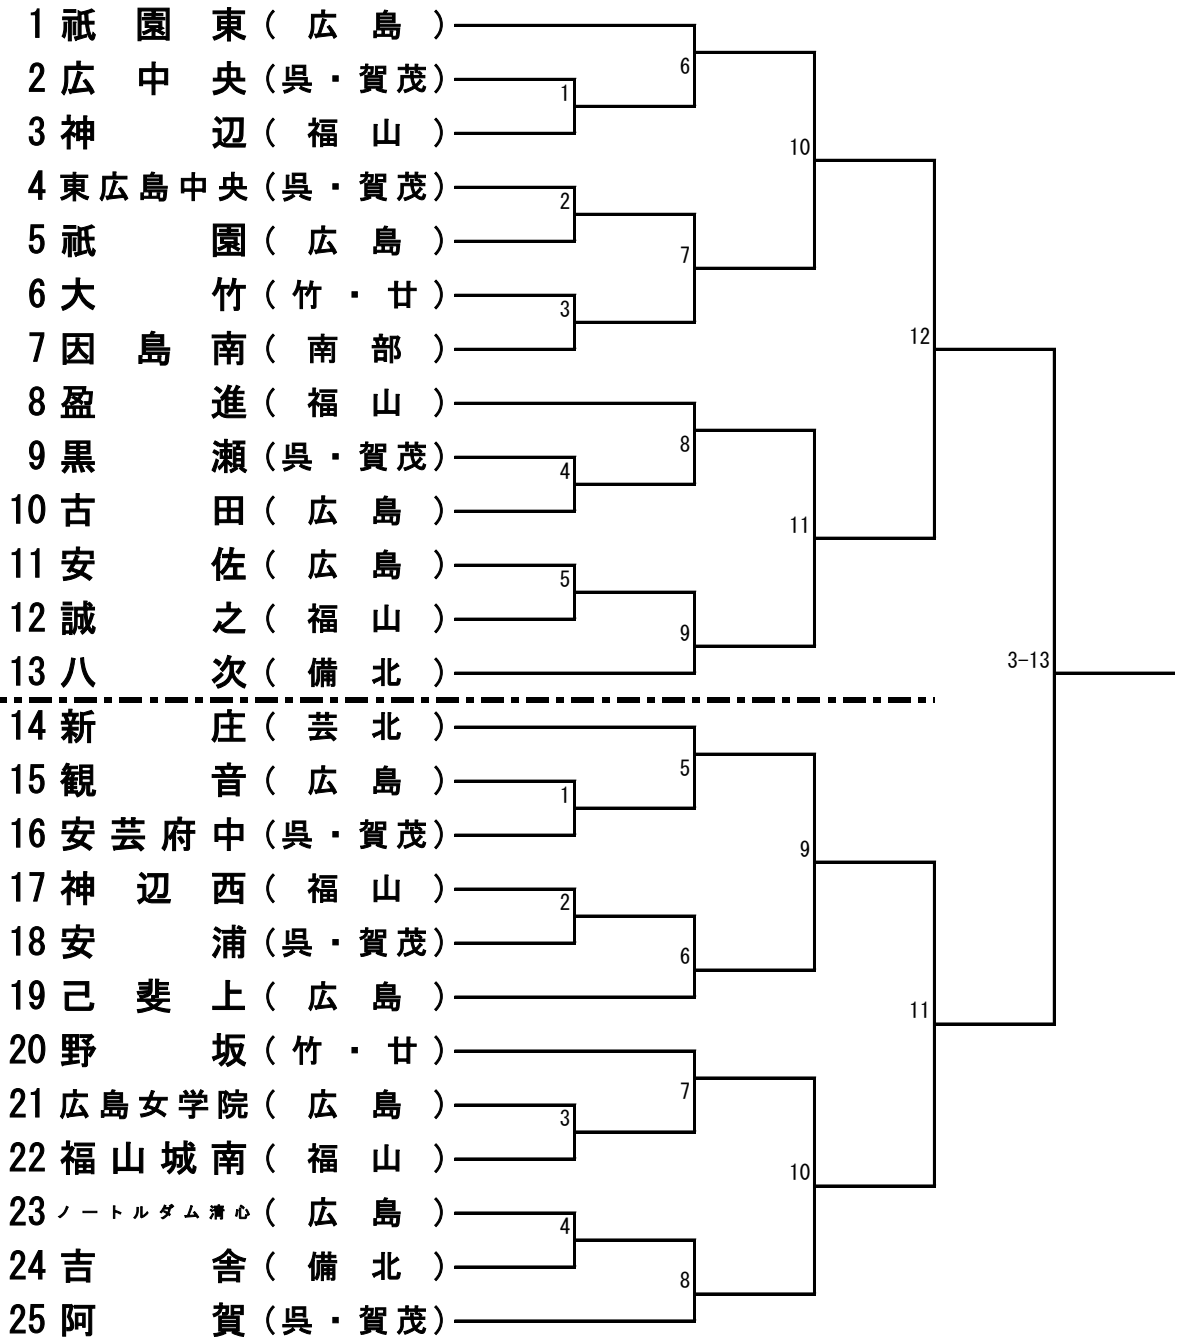 1 祇園東(広島)
6
2 広中央(呉・賀茂)
1
3 神辺(福山)
10
4 東広島中央(呉・賀茂)
2
5 祇園(広島)
7
6 大竹(竹・廿)
3
7 因島南(南部)
12
8 盈進(福山)
8
9 黒瀬(呉・賀茂)
4
10 古田(広島)
11
11 安佐(広島)
5
12 誠之(福山)
9
13 八次(備北)
3-13
14 新庄(芸北)
5
15 観音(広島)
1
16 安芸府中(呉・賀茂)
9
17 神辺西(福山)
2
18 安浦(呉・賀茂)
6
19 己斐上(広島)
11
20 野坂(竹・廿)
7
21 広島女学院(広島)
3
22 福山城南(福山)
10
23 ノートルダム清心(広島)
4
24 吉舎(備北)
8
25 阿賀(呉・賀茂)